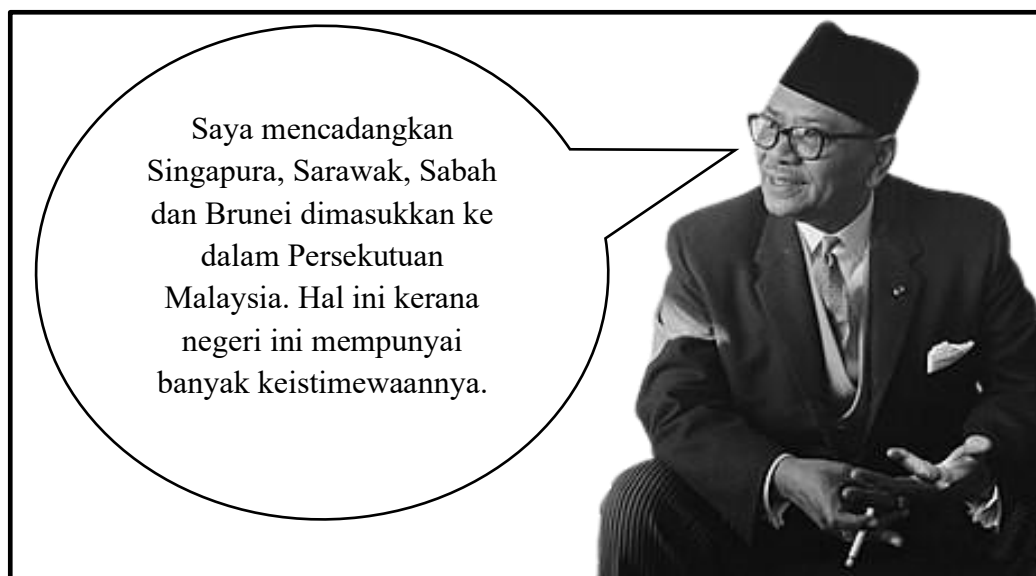 Saya mencadangkan
Singapura, Sarawak, Sabah
dan Brunei dimasukkan ke
dalam Persekutuan
Malaysia. Hal ini kerana
negeri ini mempunyai
banyak keistimewaannya.